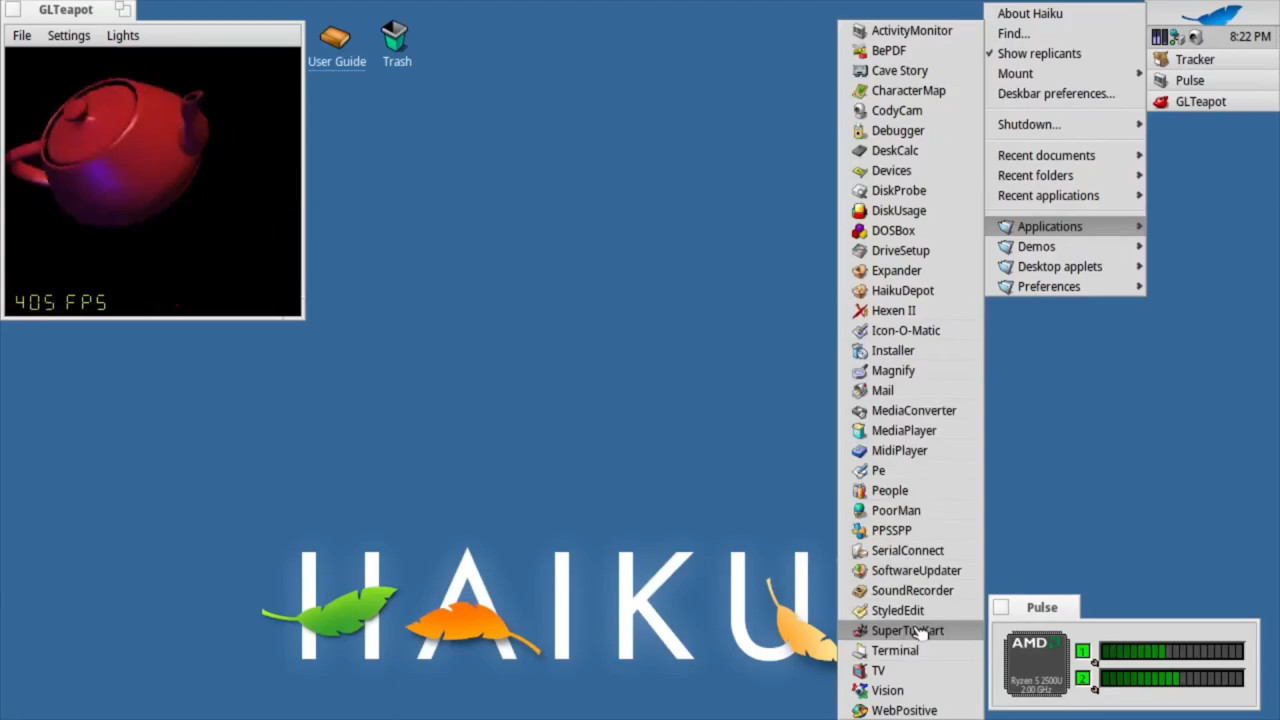 GLTeapot
File Settings Lights
405 FPS
User Guide
Trash
ActivityMonitor
BePDF
Cave Story
CharacterMap
CodyCam
Debugger
DeskCalc
Devices
DiskProbe
DiskUsage
DOSBox
DriveSetup
Expander
HaikuDepot
Hexen II
Icon-O-Matic
Installer
Magnify
Mail
MediaConverter
MediaPlayer
MidiPlayer
Pe
People
PoorMan
PPSSPP
SerialConnect
SoftwareUpdater
SoundRecorder
StyledEdit
SuperTuxKart
Terminal
TV
Vision
WebPositive
About Haiku
Find...
Show replicants
Mount
Deskbar preferences...
Shutdown...
Recent documents
Recent folders
Recent applications
Applications
Demos
Desktop applets
Preferences
8:22 PM
Tracker
Pulse
GLTeapot
HAIKU
Pulse
AMD
Ryzen 5 2500U
2.00 GHz
1
2